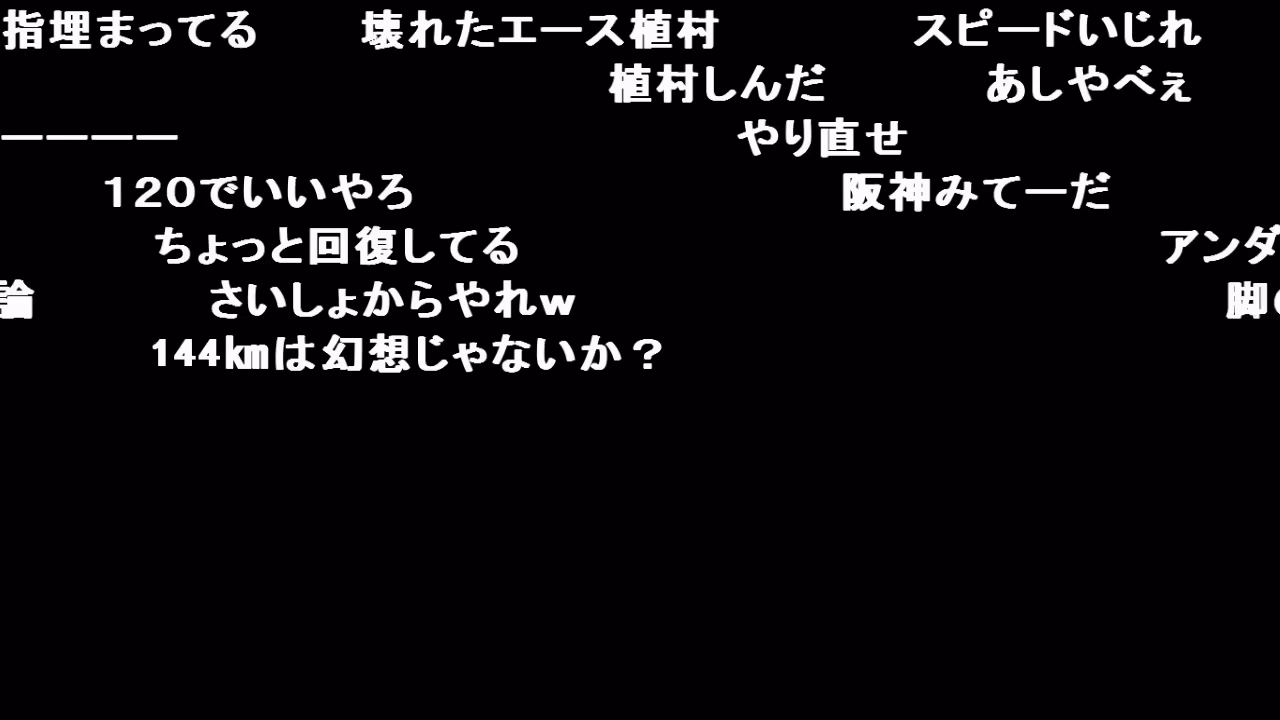 指埋まってる 壊れたエース植村 スピードいじれ
植村しんだ あしやべぇ
ーーーー やり直せ
１２０でいいやろ 阪神みてーだ
ちょっと回復してる アンダ
論 さいしょからやれｗ 脚
144㎞は幻想じゃないか？